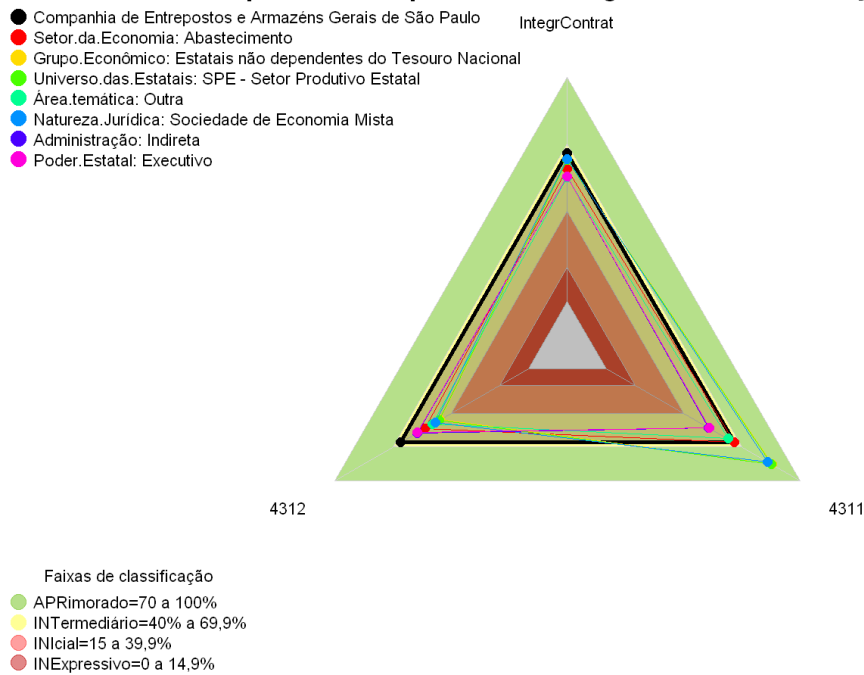 Companhia de Entrepostos e Armazéns Gerais de São Paulo
IntegrContrat
Setor.da.Economia: Abastecimento
Grupo.Econômico: Estatais não dependentes do Tesouro Nacional
Universo.das.Estatais: SPE - Setor Produtivo Estatal
Área.temática: Outra
Natureza.Jurídica: Sociedade de Economia Mista
Administração: Indireta
Poder.Estatal: Executivo
4312
4311
Faixas de classificação
APRimorado=70 a 100%
INTermediário=40% a 69,9%
INIcial=15 a 39,9%
INExpressivo=0 a 14,9%